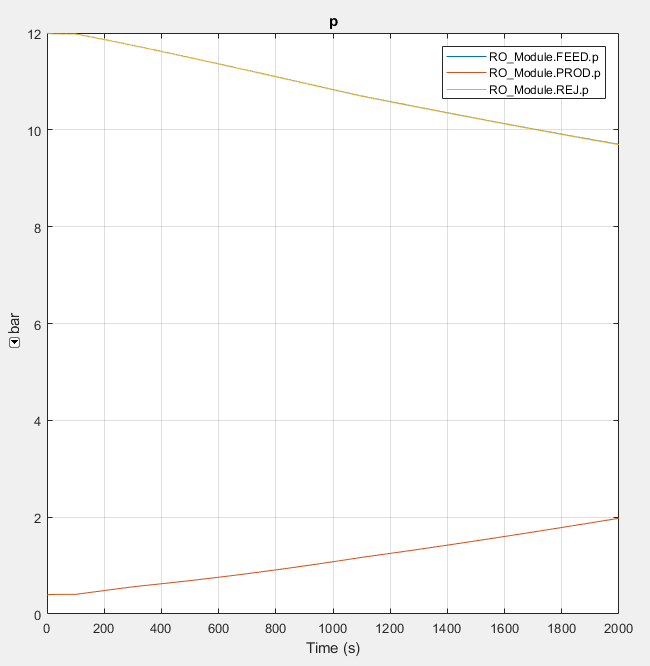 p
RO_Module.FEED.p
RO_Module.PROD.p
RO_Module.REJ.p
12
10
8
6
4
2
0
bar
0 200 400 600 800 1000 1200 1400 1600 1800 2000
Time (s)